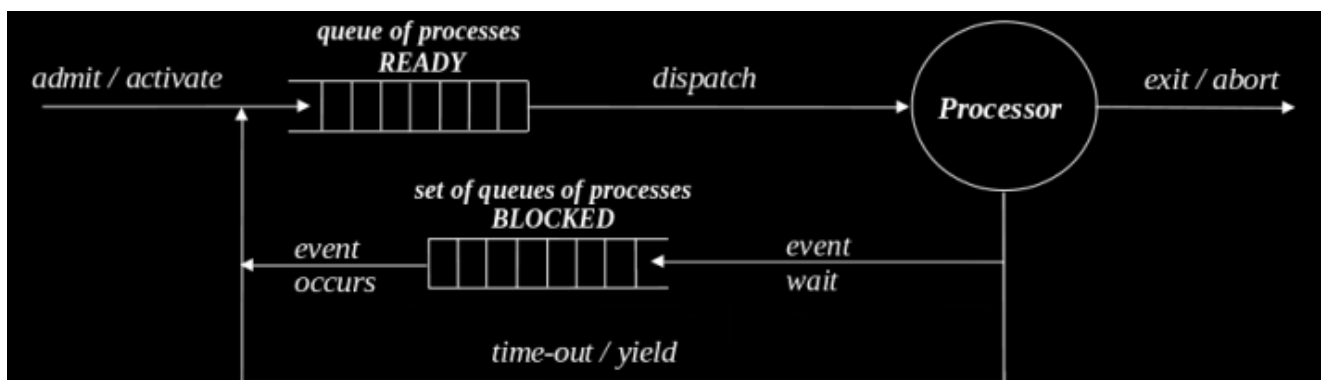 queue of processes
READY
admit / activate
dispatch
exit / abort
Processor
set of queues of processes
BLOCKED
event
occurs
event
wait
time-out / yield